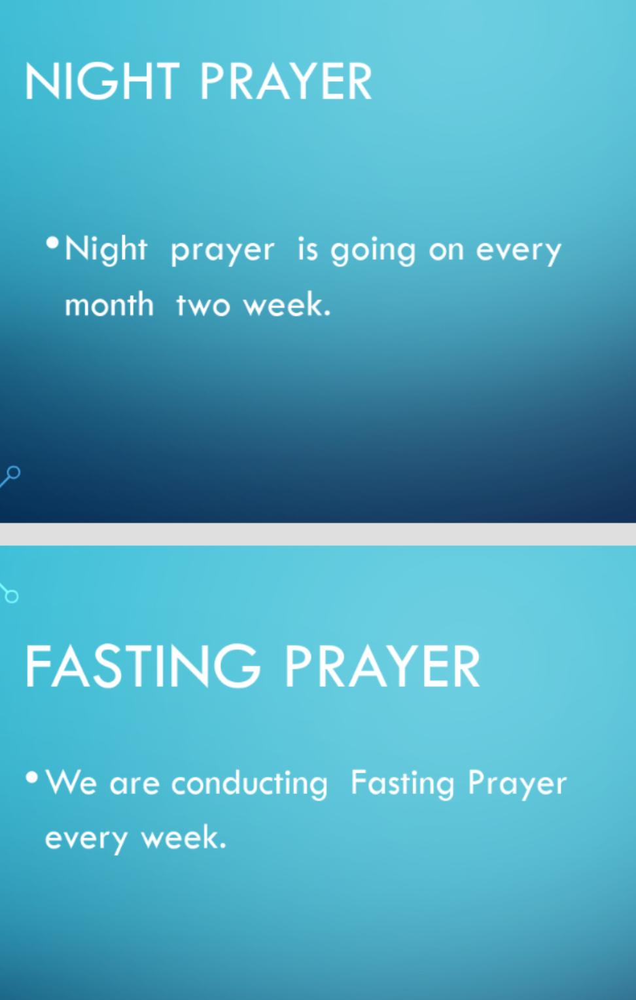 NIGHT PRAYER
•Night prayer is going on every
month two week.
FASTING PRAYER
•We are conducting Fasting Prayer
every week.